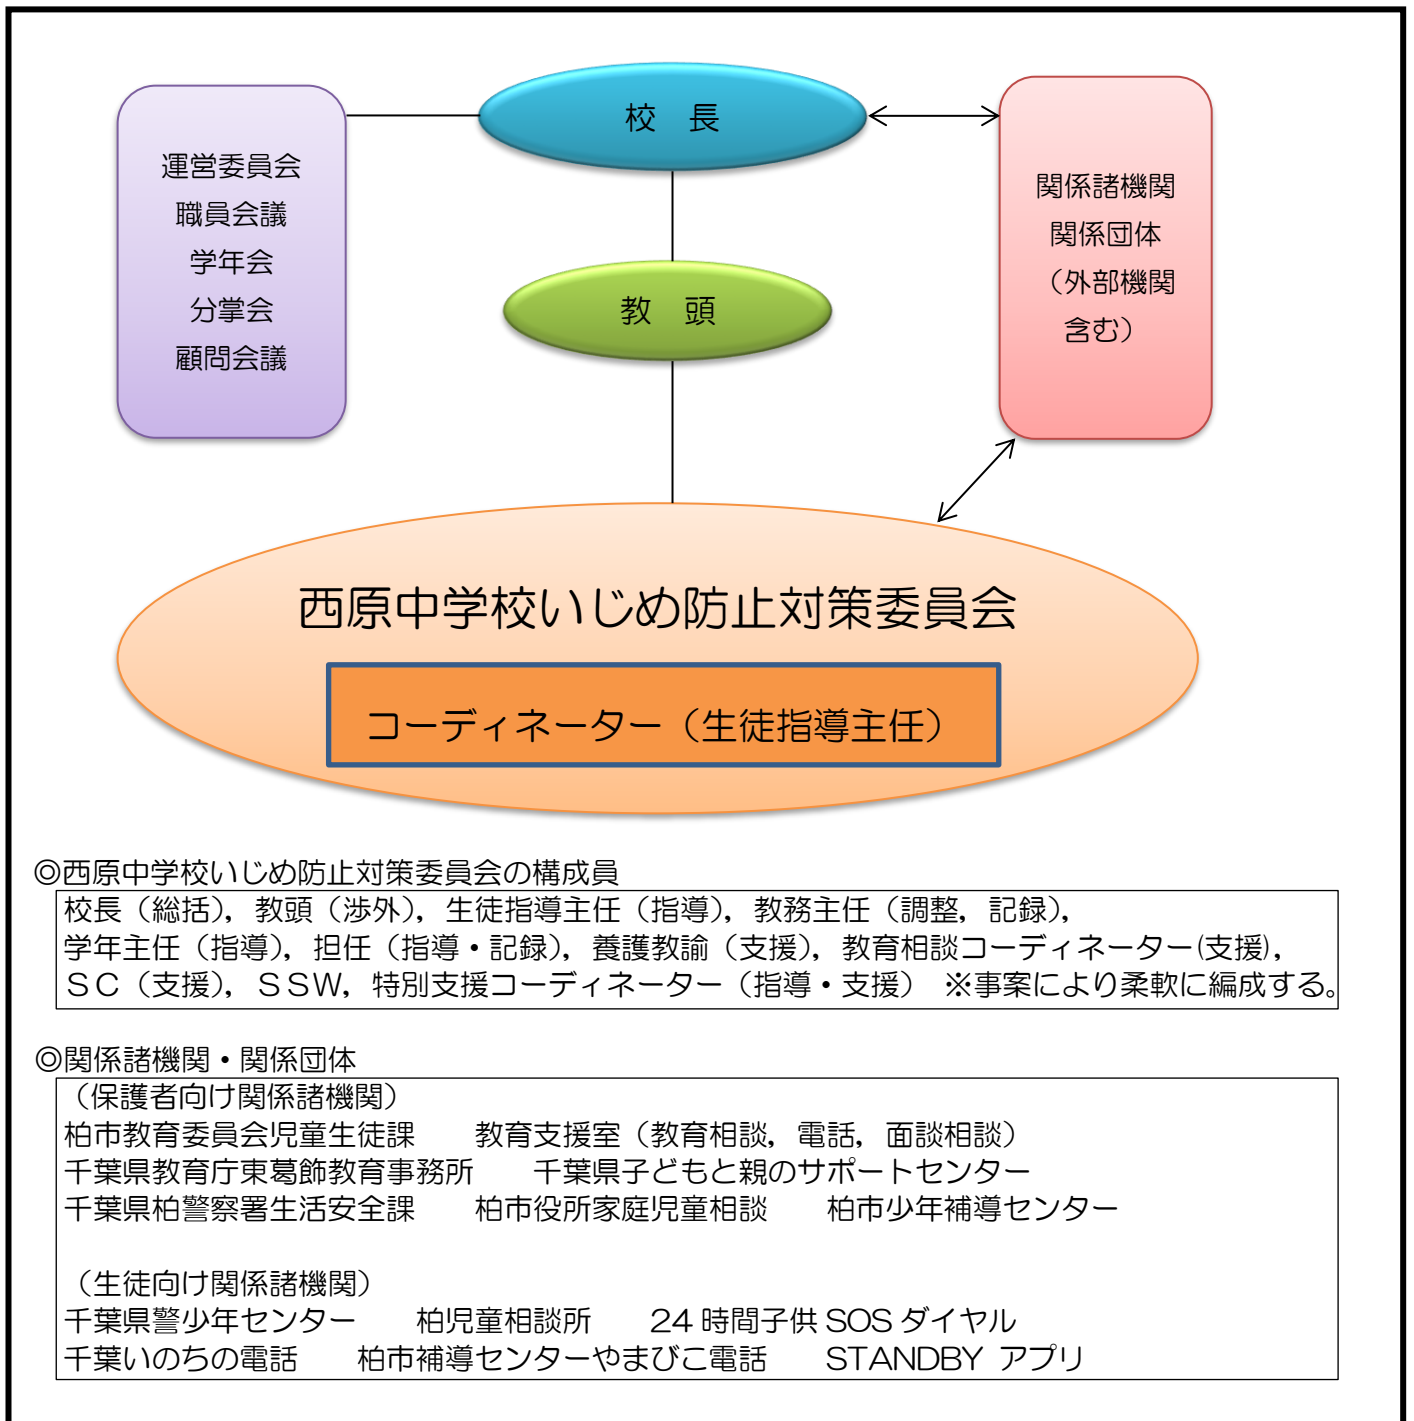 校　長
運営委員会
職員会議
学年会
分掌会
顧問会議
関係諸機関
関係団体
（外部機関
含む）
教　頭
西原中学校いじめ防止対策委員会
コーディネーター（生徒指導主任）
◎西原中学校いじめ防止対策委員会の構成員
校長（総括），教頭（渉外），生徒指導主任（指導），教務主任（調整，記録），
学年主任（指導），担任（指導・記録），養護教諭（支援），教育相談コーディネーター(支援)，
ＳＣ（支援），ＳＳＷ，特別支援コーディネーター（指導・支援）　※事案により柔軟に編成する。
◎関係諸機関・関係団体
（保護者向け関係諸機関）
柏市教育委員会児童生徒課　　教育支援室（教育相談，電話，面談相談）
千葉県教育庁東葛飾教育事務所　　千葉県子どもと親のサポートセンター
千葉県柏警察署生活安全課　　柏市役所家庭児童相談　　柏市少年補導センター
（生徒向け関係諸機関）
千葉県警少年センター　　柏児童相談所　　24 時間子供 SOS ダイヤル
千葉いのちの電話　　柏市補導センターやまびこ電話　　STANDBY アプリ